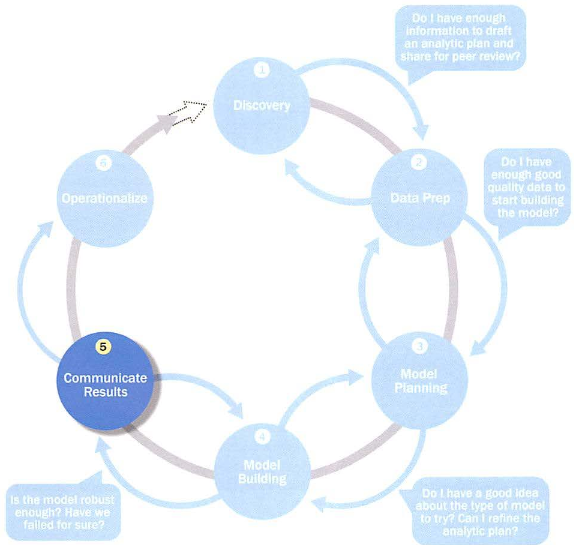 Do I have enough
information to draft
an analytic plan and
share for peer review?
1
Discovery
2
Data Prep
Do I have
enough good
quality data to
start building
the model?
3
Model
Planning
Do I have a good idea
about the type of model
to try? Can I refine the
analytic plan?
4
Model
Building
Is the model robust
enough? Have we
failed for sure?
5
Communicate
Results
6
Operationalize